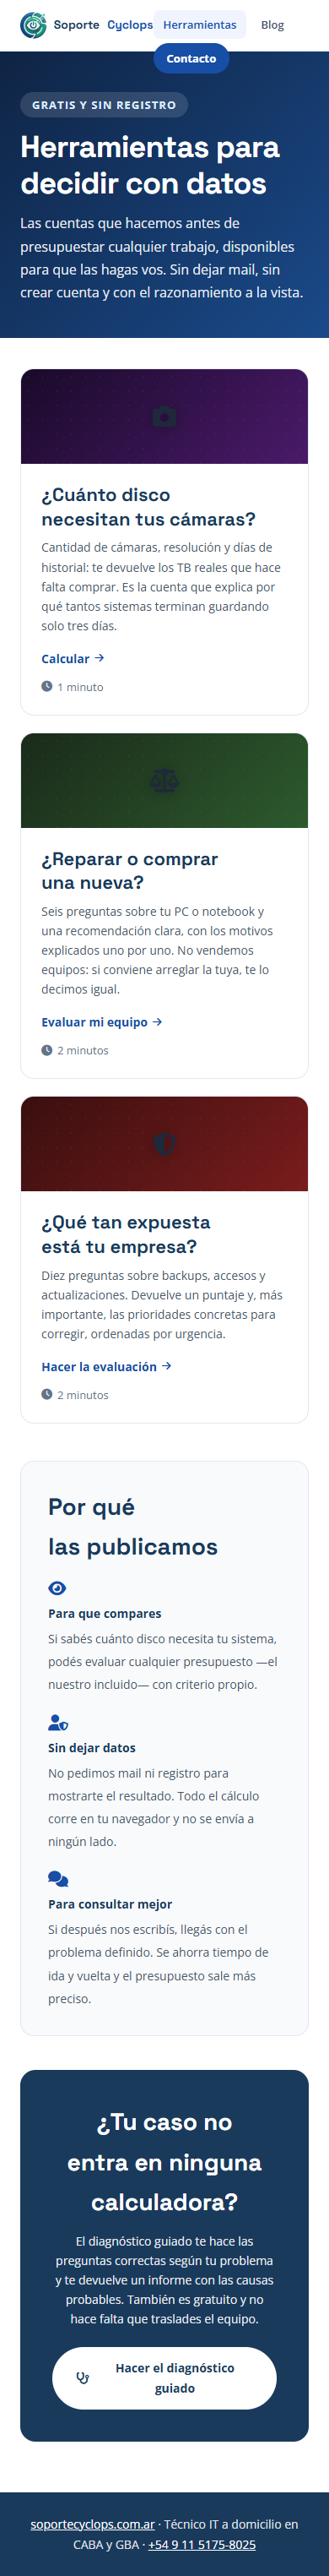 Soporte Cyclops Herramientas Blog
Contacto
GRATIS Y SIN REGISTRO
Herramientas para
decidir con datos
Las cuentas que hacemos antes de
presupuestar cualquier trabajo, disponibles
para que las hagas vos. Sin dejar mail, sin
crear cuenta y con el razonamiento a la vista.
¿Cuánto disco
necesitan tus cámaras?
Cantidad de cámaras, resolución y días de
historial: te devuelve los TB reales que hace
falta comprar. Es la cuenta que explica por
qué tantos sistemas terminan guardando
solo tres días.
Calcular →
1 minuto
¿Reparar o comprar
una nueva?
Seis preguntas sobre tu PC o notebook y
una recomendación clara, con los motivos
explicados uno por uno. No vendemos
equipos: si conviene arreglar la tuya, te lo
decimos igual.
Evaluar mi equipo →
2 minutos
¿Qué tan expuesta
está tu empresa?
Diez preguntas sobre backups, accesos y
actualizaciones. Devuelve un puntaje y, más
importante, las prioridades concretas para
corregir, ordenadas por urgencia.
Hacer la evaluación →
2 minutos
Por qué
las publicamos
Para que compares
Si sabés cuánto disco necesita tu sistema,
podés evaluar cualquier presupuesto —el
nuestro incluido— con criterio propio.
Sin dejar datos
No pedimos mail ni registro para
mostrarte el resultado. Todo el cálculo
corre en tu navegador y no se envía a
ningún lado.
Para consultar mejor
Si después nos escribís, llegás con el
problema definido. Se ahorra tiempo de
ida y vuelta y el presupuesto sale más
preciso.
¿Tu caso no
entra en ninguna
calculadora?
El diagnóstico guiado te hace las
preguntas correctas según tu problema
y te devuelve un informe con las causas
probables. También es gratuito y no
hace falta que traslades el equipo.
Hacer el diagnóstico
guiado
soportecyclops.com.ar · Técnico IT a domicilio en
CABA y GBA · +54 9 11 5175-8025